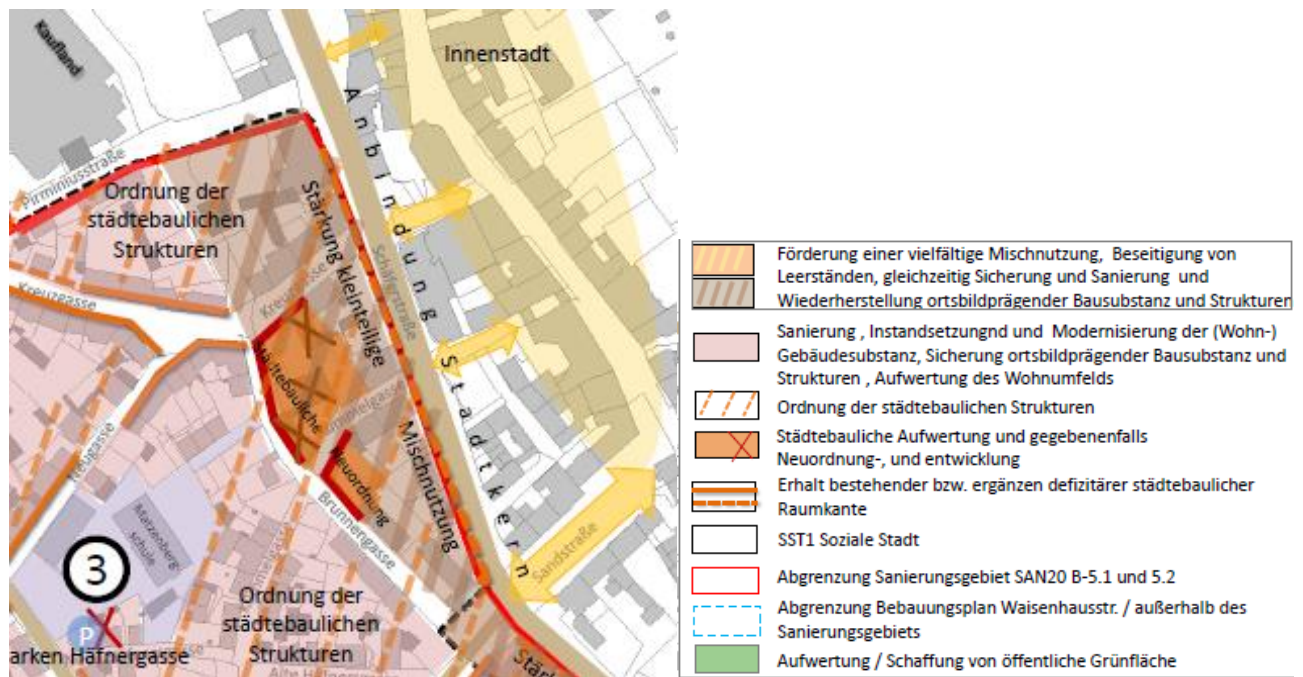 Kaufland
Innenstadt
Anbindung Stadtkern
Pirminiusstraße
Ordnung der
städtebaulichen
Strukturen
Stärkung kleinteilige
Mischnutzung
Schäferstraße
Kreuzgasse
Städtebauliche
Neuordnung
Neugasse
Brunnengasse
Sandstraße
Matzenberg-
schule
3
P
arken Häfnergasse
Ordnung der
städtebaulichen
Strukturen
Stärk
Förderung einer vielfältige Mischnutzung, Beseitigung von
Leerständen, gleichzeitig Sicherung und Sanierung und
Wiederherstellung ortsbildprägender Bausubstanz und Strukturen
Sanierung , Instandsetzungnd und Modernisierung der (Wohn-)
Gebäudesubstanz, Sicherung ortsbildprägender Bausubstanz und
Strukturen , Aufwertung des Wohnumfelds
Ordnung der städtebaulichen Strukturen
Städtebauliche Aufwertung und gegebenenfalls
Neuordnung-, und entwicklung
Erhalt bestehender bzw. ergänzen defizitärer städtebaulicher
Raumkante
SST1 Soziale Stadt
Abgrenzung Sanierungsgebiet SAN20 B-5.1 und 5.2
Abgrenzung Bebauungsplan Waisenhausstr. / außerhalb des
Sanierungsgebiets
Aufwertung / Schaffung von öffentliche Grünfläche